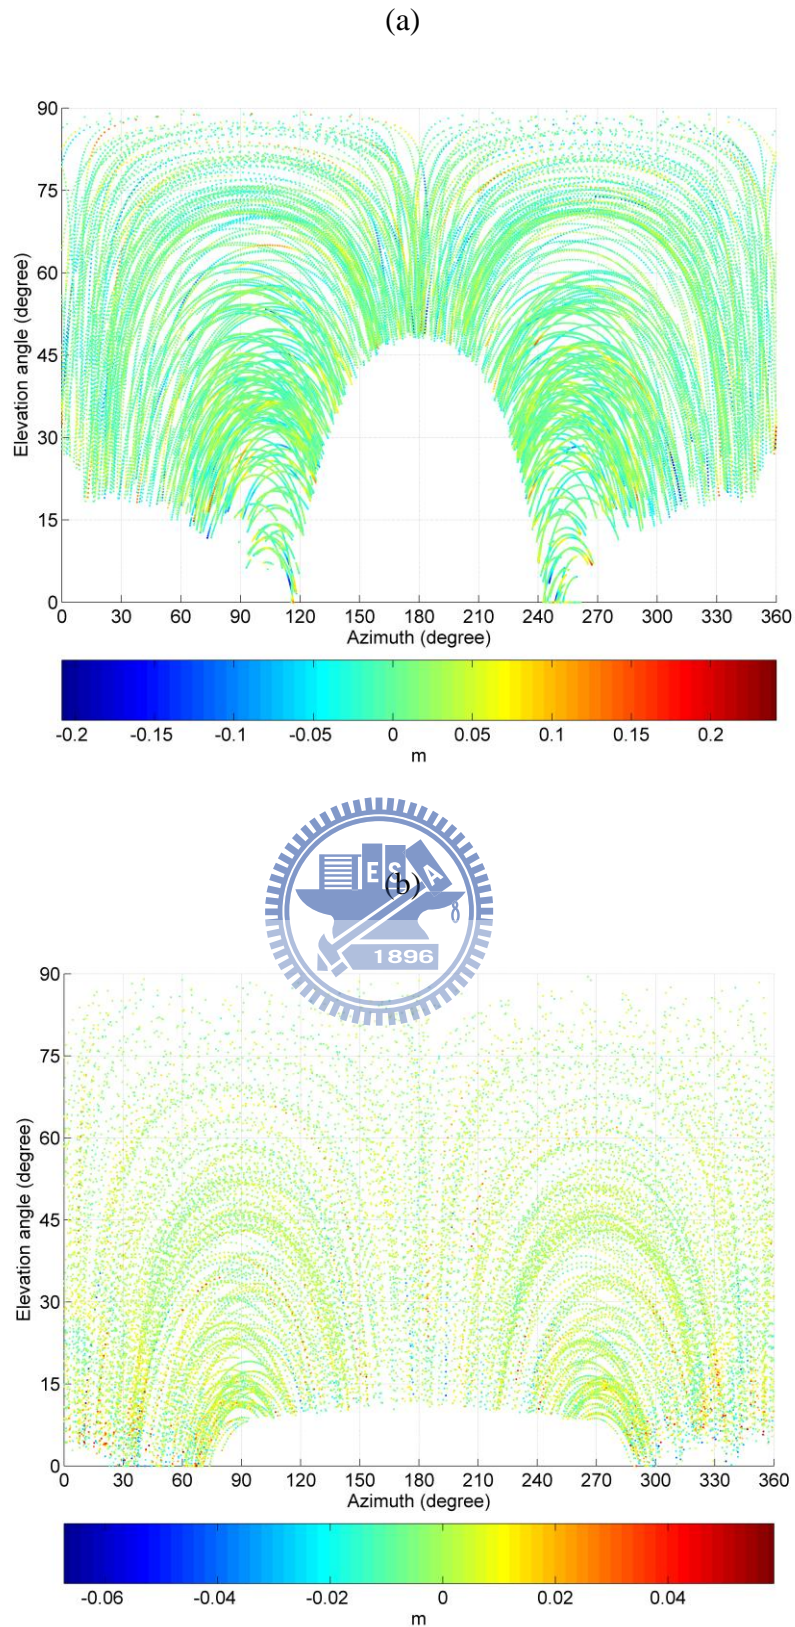 (a)
90
75
60
45
30
15
0
Elevation angle (degree)
0 30 60 90 120 150 180 210 240 270 300 330 360
Azimuth (degree)
-0.2 -0.15 -0.1 -0.05 0 0.05 0.1 0.15 0.2
m
E S A
(b)
1896
90
75
60
45
30
15
0
Elevation angle (degree)
0 30 60 90 120 150 180 210 240 270 300 330 360
Azimuth (degree)
-0.06 -0.04 -0.02 0 0.02 0.04
m